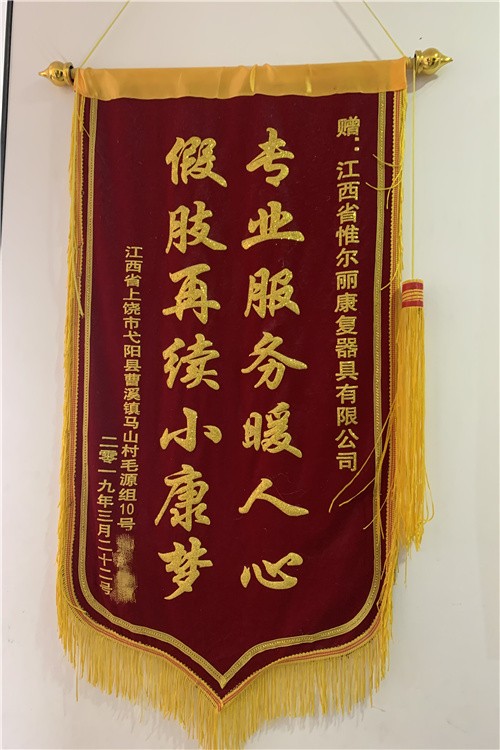 赠：江西省惟尔丽康复器具有限公司
专业服务暖人心
假肢再续小康梦
江西省上饶市弋阳县曹溪镇马山村毛源组10号
二零一九年三月二十二号